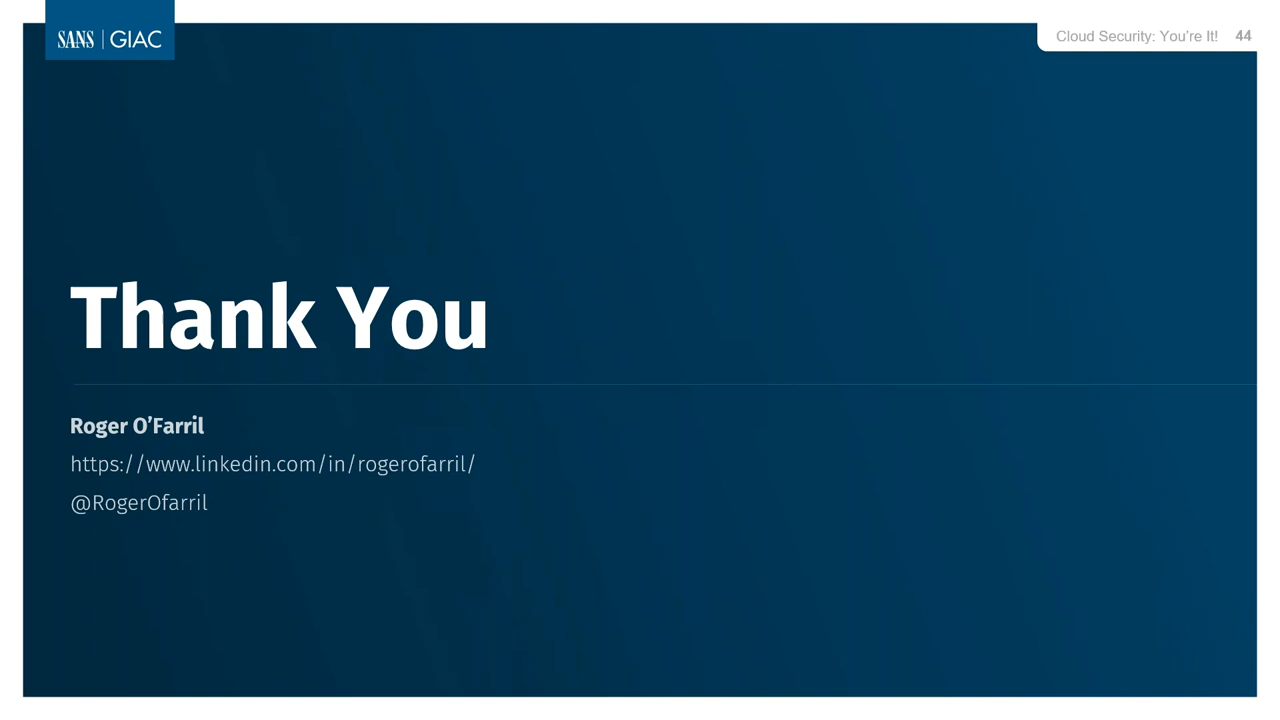 SANS | GIAC
Cloud Security: You’re It! 44
Thank You
Roger O’Farril
https://www.linkedin.com/in/rogerofarril/
@RogerOfarril